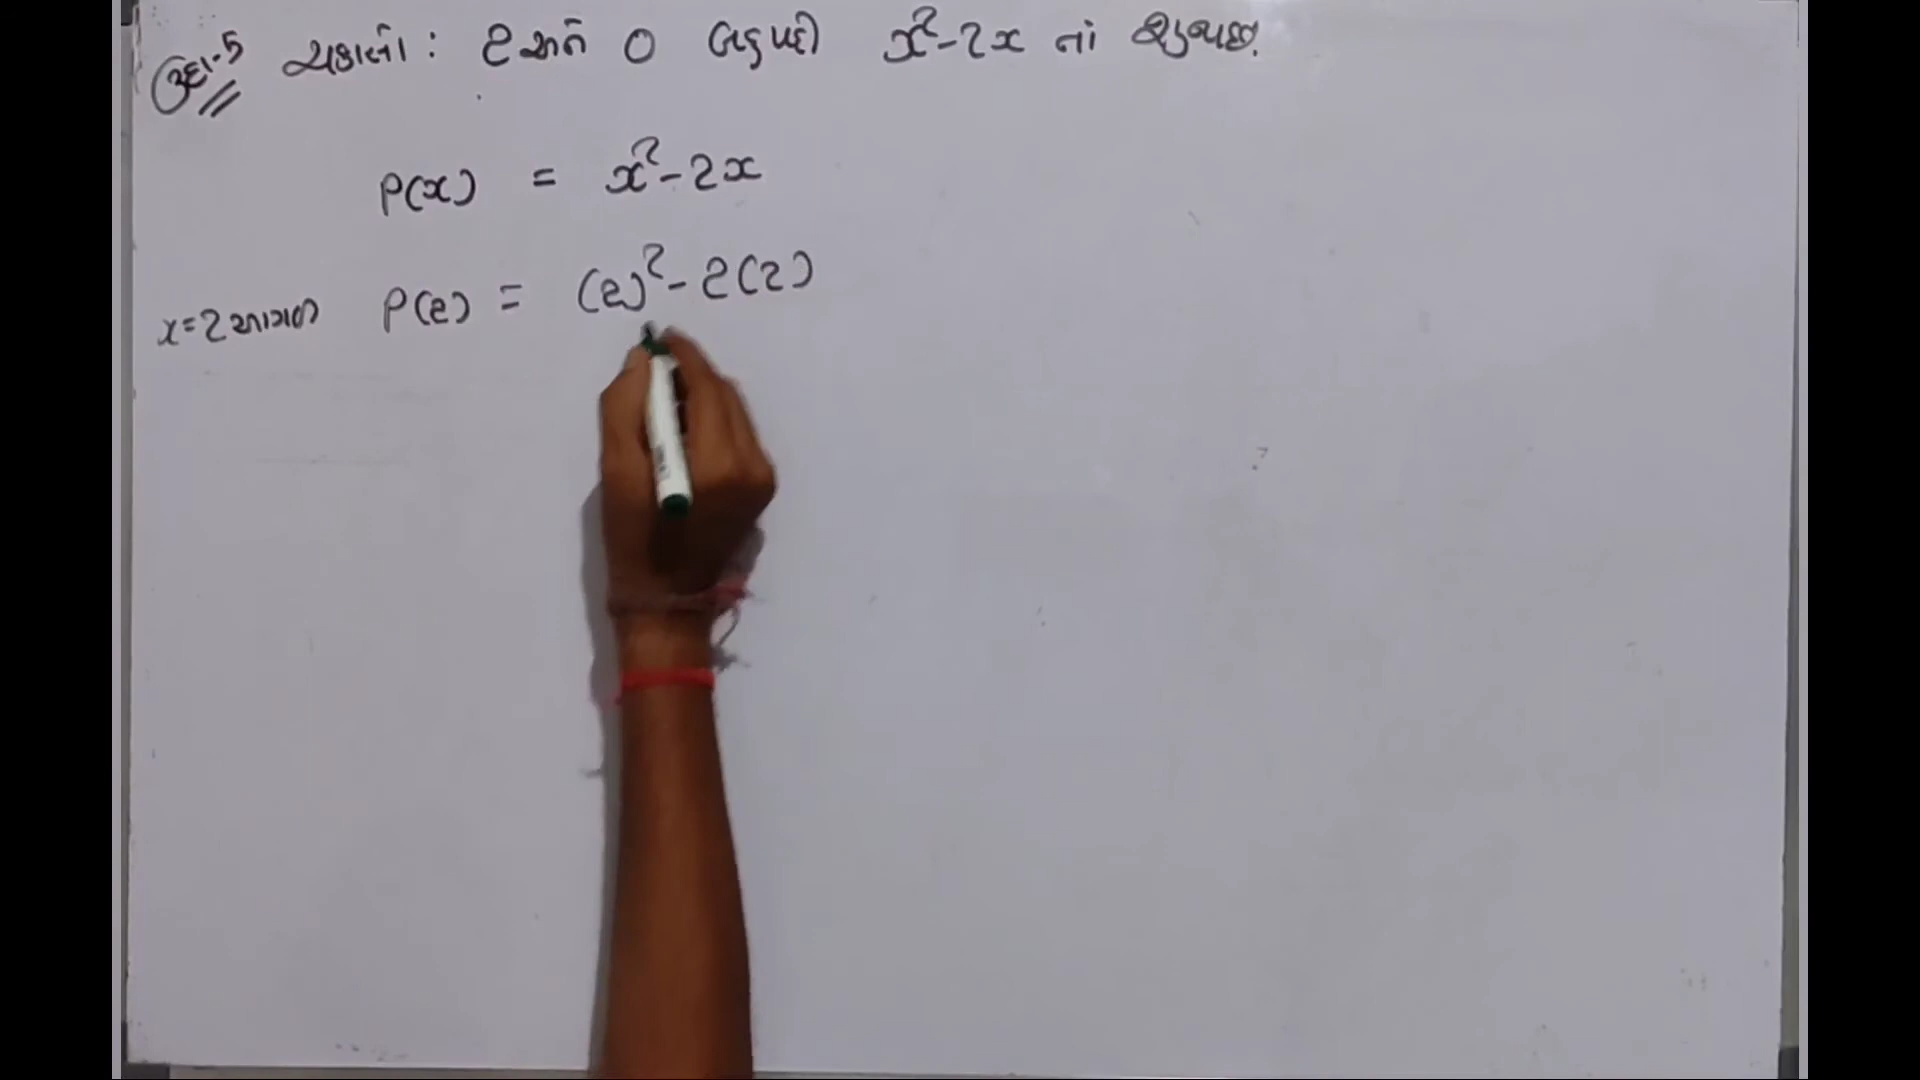 ઉદા-5 ચકાસો : 2 અને 0 બહુપદી x²-2x નાં શૂન્યો છે.
P(x) = x²-2x
x=2 આગળ P(2) = (2)²-2(2)